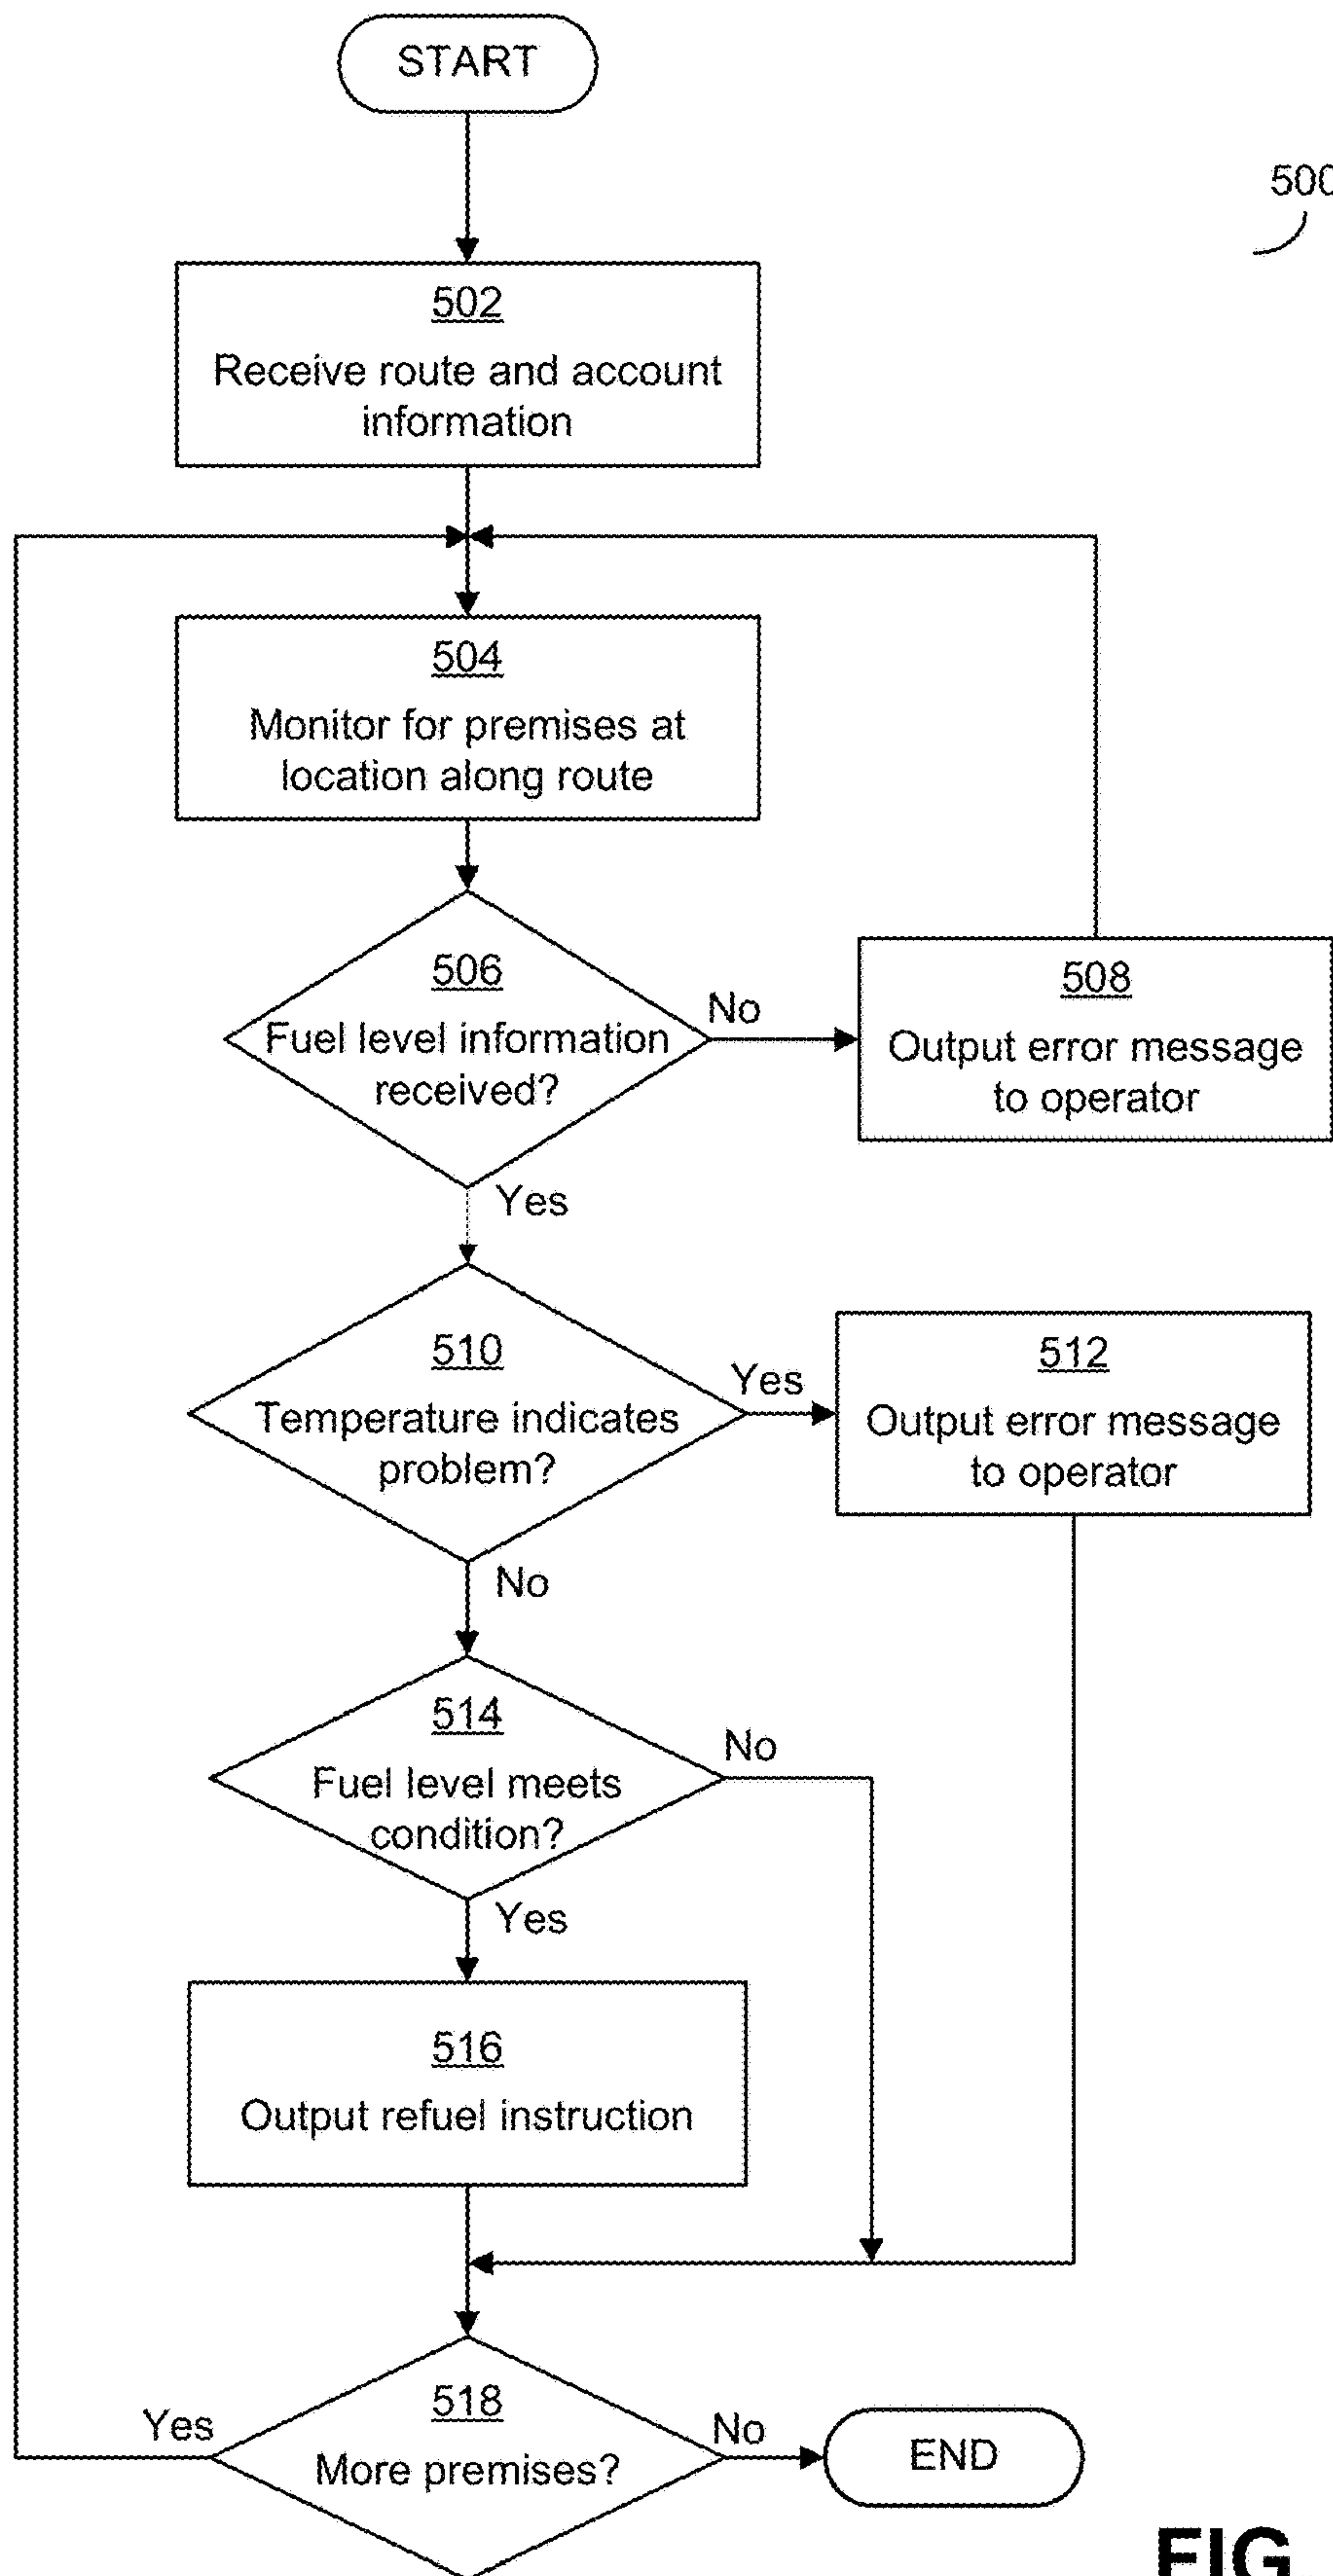 START
500
502
Receive route and account
information
504
Monitor for premises at
location along route
506
Fuel level information
received?
No
508
Output error message
to operator
Yes
510
Temperature indicates
problem?
Yes
512
Output error message
to operator
No
514
Fuel level meets
condition?
No
Yes
516
Output refuel instruction
518
More premises?
Yes
No
END
FIG.